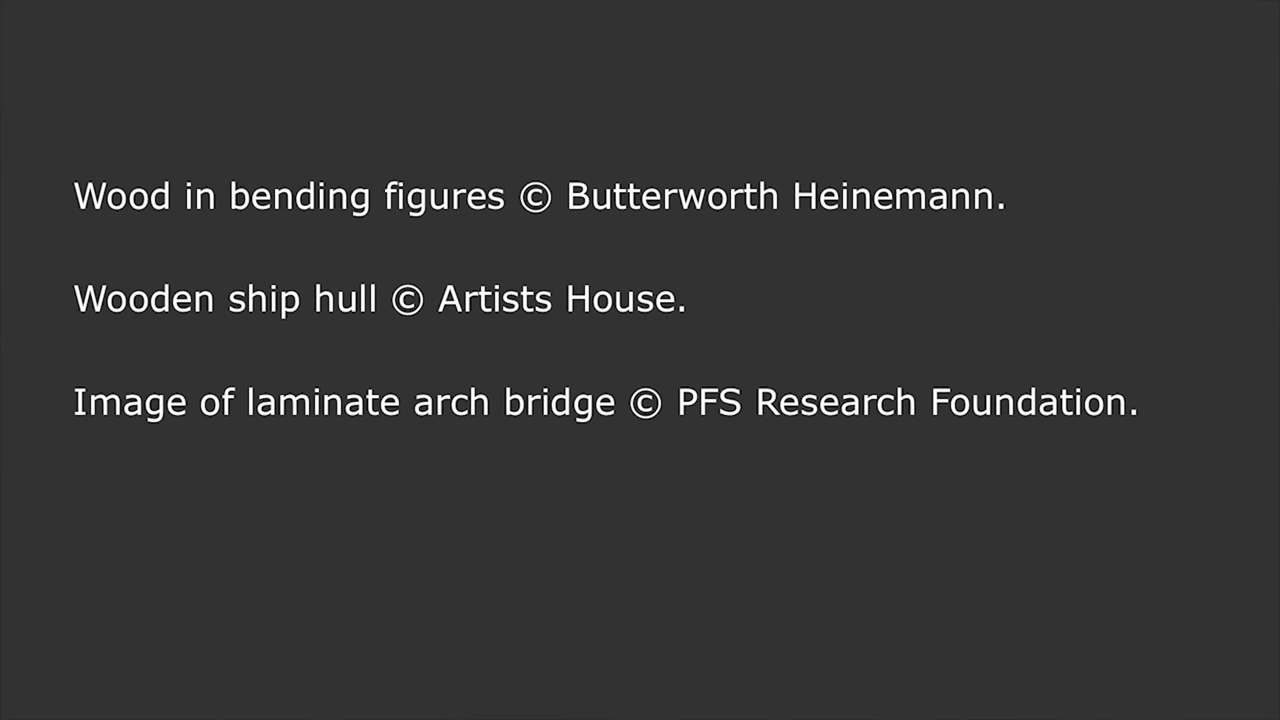 Wood in bending figures © Butterworth Heinemann.
Wooden ship hull © Artists House.
Image of laminate arch bridge © PFS Research Foundation.